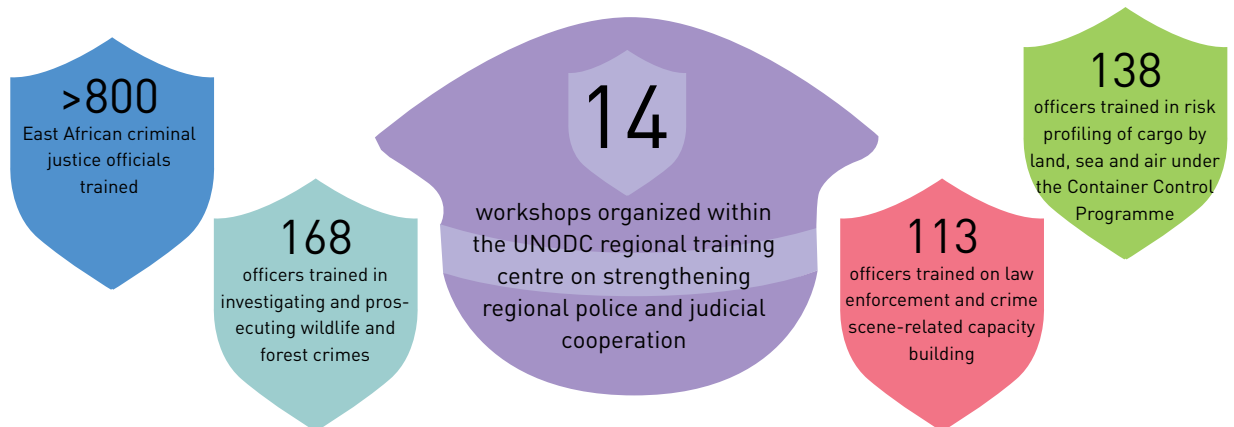 >800
East African criminal
justice officials
trained
168
officers trained in
investigating and pros-
ecuting wildlife and
forest crimes
14
workshops organized within
the UNODC regional training
centre on strengthening
regional police and judicial
cooperation
113
officers trained on law
enforcement and crime
scene-related capacity
building
138
officers trained in risk
profiling of cargo by
land, sea and air under
the Container Control
Programme